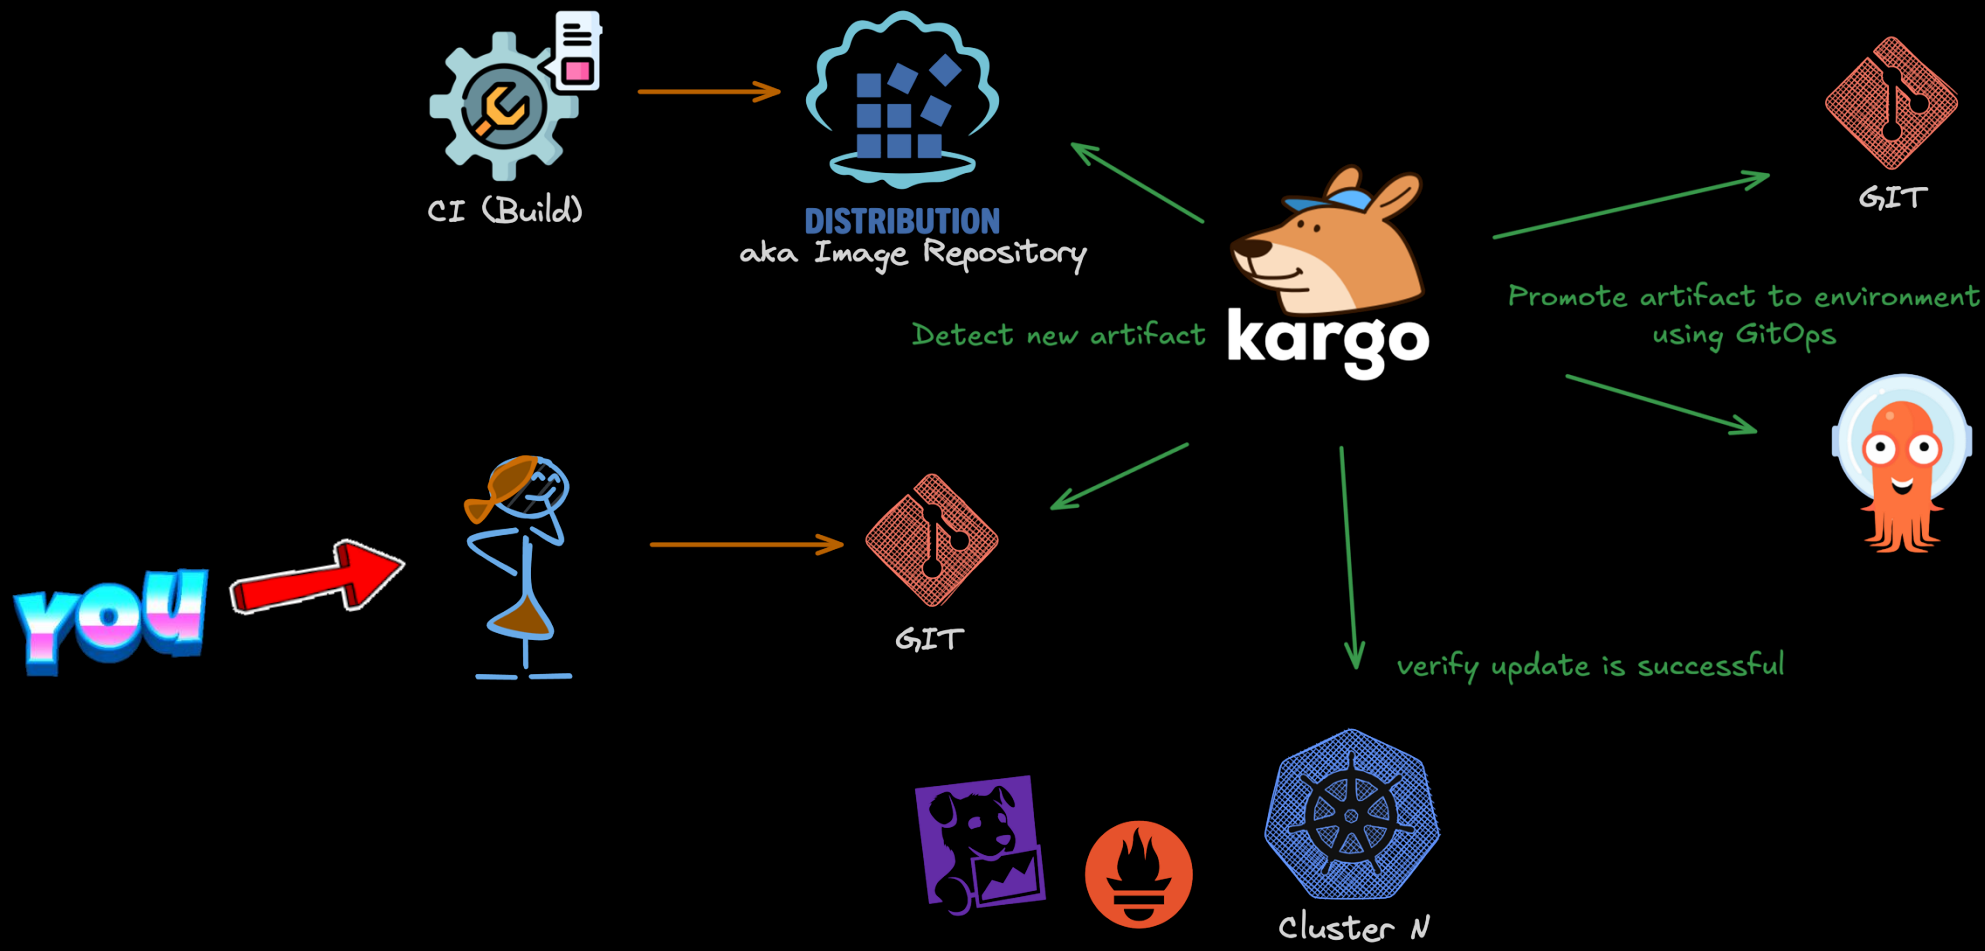 CI (Build)
DISTRIBUTION
aka Image Repository
GIT
Detect new artifact
kargo
Promote artifact to environment
using GitOps
YOU
GIT
verify update is successful
Cluster N